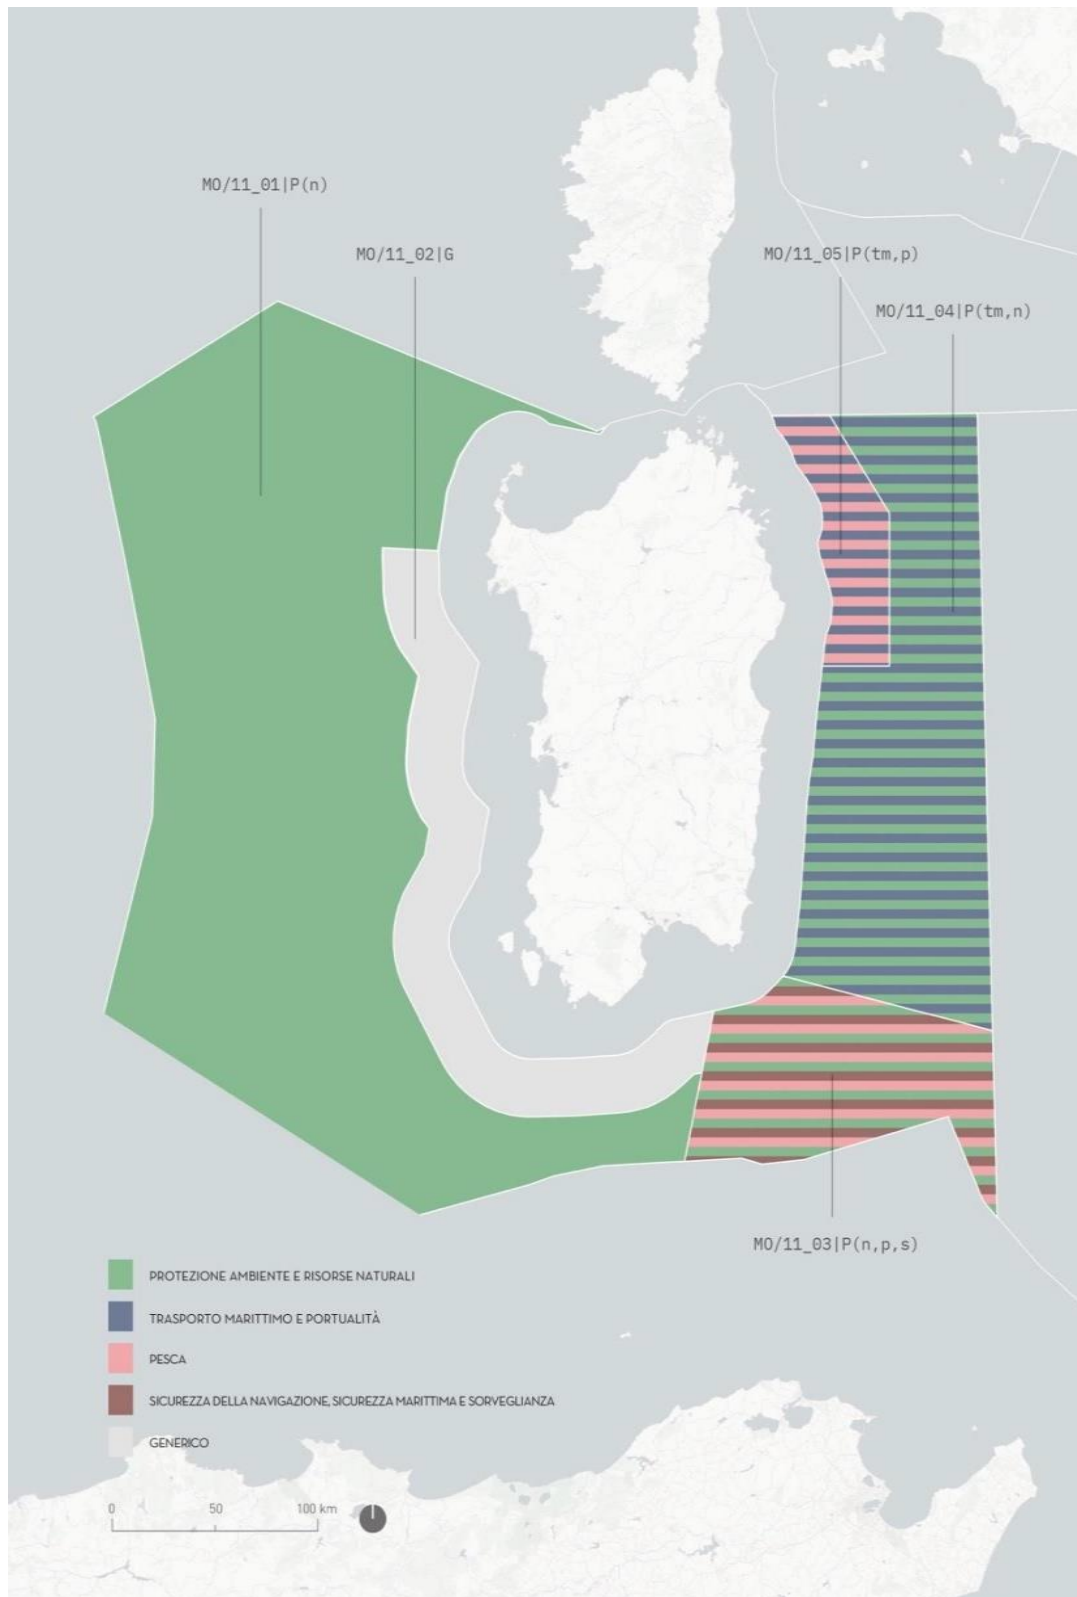 MO/11_01|P(n)
MO/11_02|G
MO/11_05|P(tm,p)
MO/11_04|P(tm,n)
MO/11_03|P(n,p,s)
PROTEZIONE AMBIENTE E RISORSE NATURALI
TRASPORTO MARITTIMO E PORTUALITÀ
PESCA
SICUREZZA DELLA NAVIGAZIONE, SICUREZZA MARITTIMA E SORVEGLIANZA
GENERICO
0 50 100 km